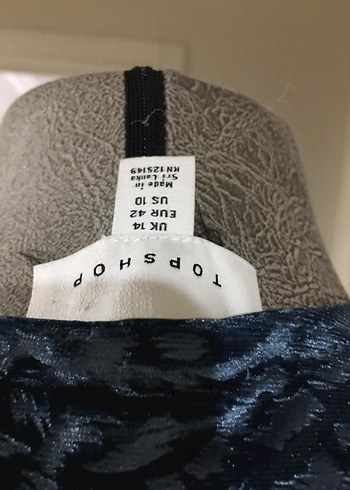 TOPSHOP
UK 14
EUR 42
US 10
Made in
Sri Lanka
RN125149